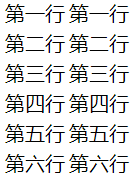 第一行 第一行
第二行 第二行
第三行 第三行
第四行 第四行
第五行 第五行
第六行 第六行